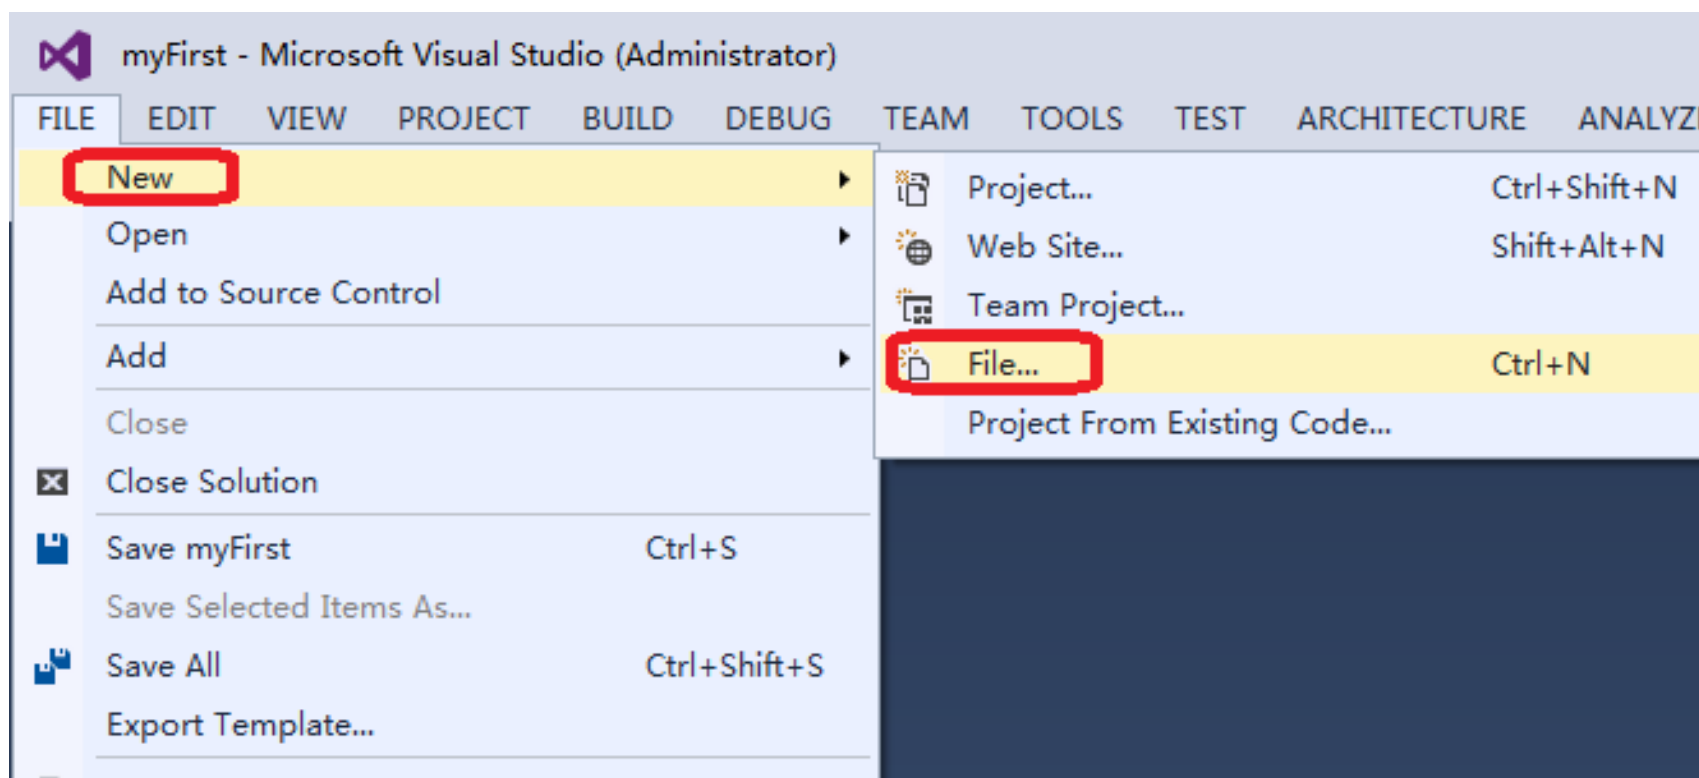 myFirst - Microsoft Visual Studio (Administrator)
FILE EDIT VIEW PROJECT BUILD DEBUG TEAM TOOLS TEST ARCHITECTURE
New
Open
Add to Source Control
Add
Close
Close Solution
Save myFirst Ctrl+S
Save Selected Items As...
Save All Ctrl+Shift+S
Export Template...
Project... Ctrl+Shift+N
Web Site... Shift+Alt+N
Team Project...
File... Ctrl+N
Project From Existing Code...